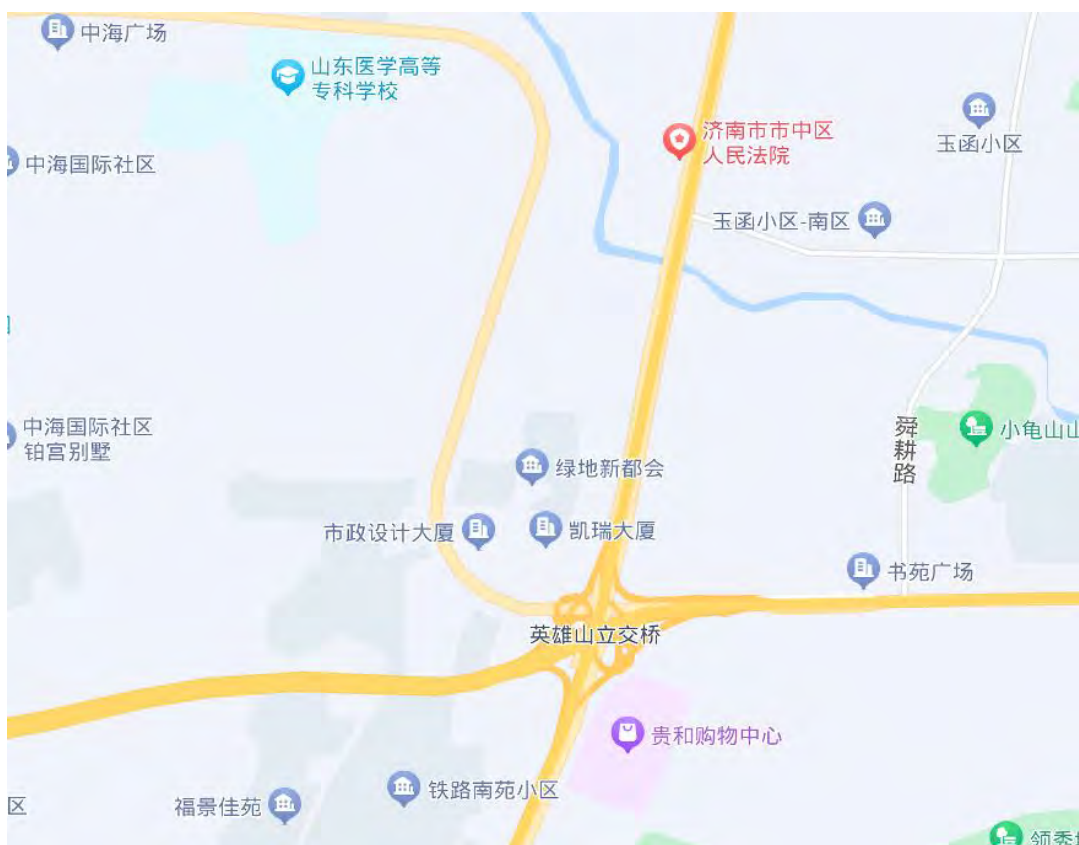 中海广场
山东医学高等
专科学校
济南市市中区
人民法院
玉函小区
中海国际社区
玉函小区-南区
中海国际社区
铂宫别墅
舜耕路
小龟山山
绿地新都会
市政设计大厦
凯瑞大厦
书苑广场
英雄山立交桥
贵和购物中心
铁路南苑小区
区
福景佳苑
领秀